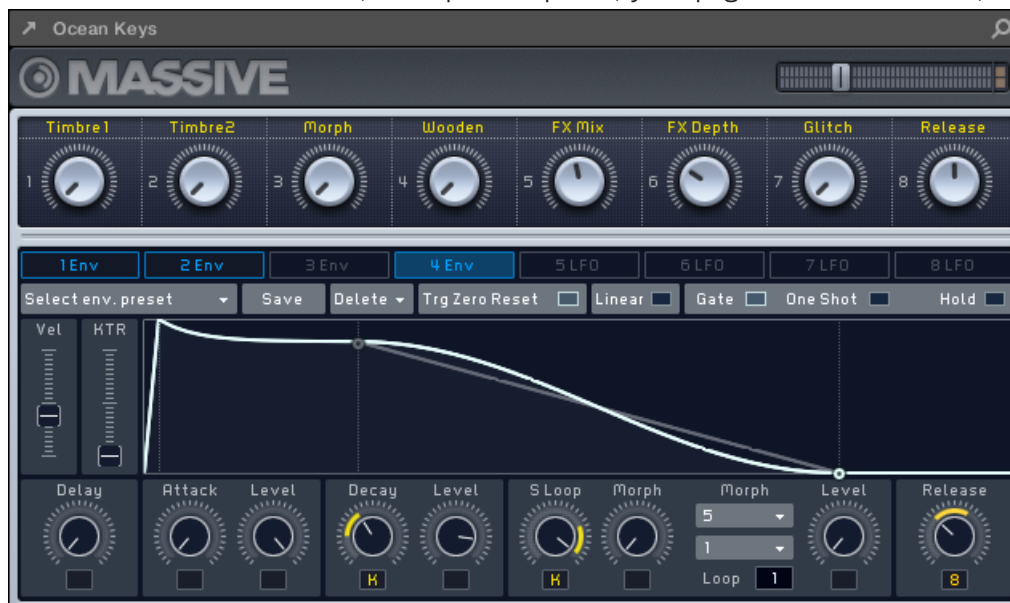 Ocean Keys
MASSIVE
Timbre1 Timbre2 Morph Wooden FX Mix FX Depth Glitch Release
1 2 3 4 5 6 7 8
1 Env 2 Env 3 Env 4 Env 5 LFO 6 LFO 7 LFO 8 LFO
Select env. preset Save Delete Trg Zero Reset Linear Gate One Shot Hold
Vel KTR
Delay Attack Level Decay Level S Loop Morph Morph Level Release
5
1
K K Loop 1 8